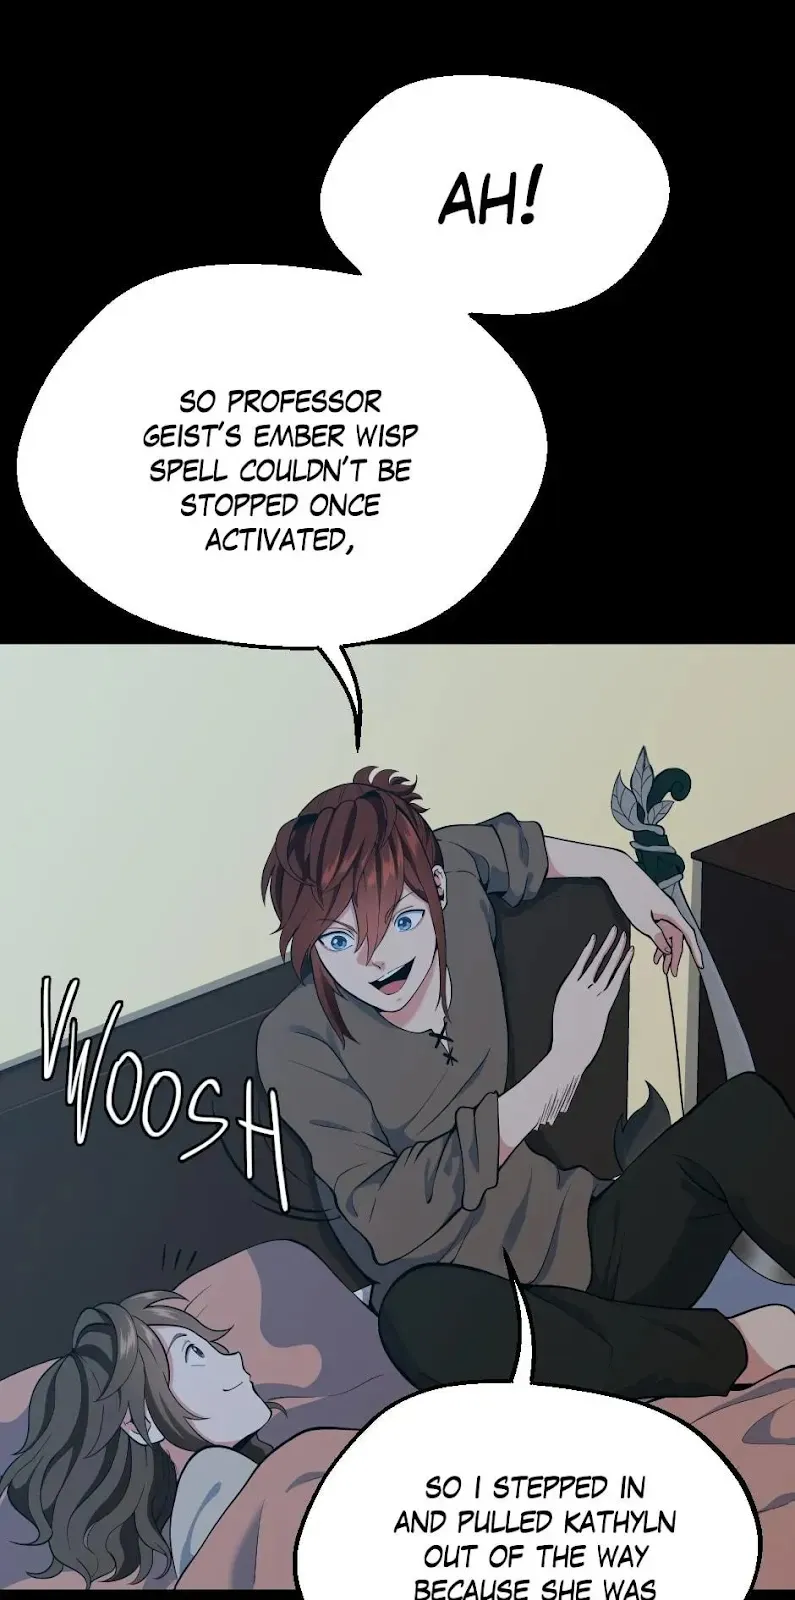 AH!
SO PROFESSOR
GEIST'S EMBER WISP
SPELL COULDN'T BE
STOPPED ONCE
ACTIVATED,
VWOOSH
SO I STEPPED IN
AND PULLED KATHYLN
OUT OF THE WAY
BECAUSE SHE WAS